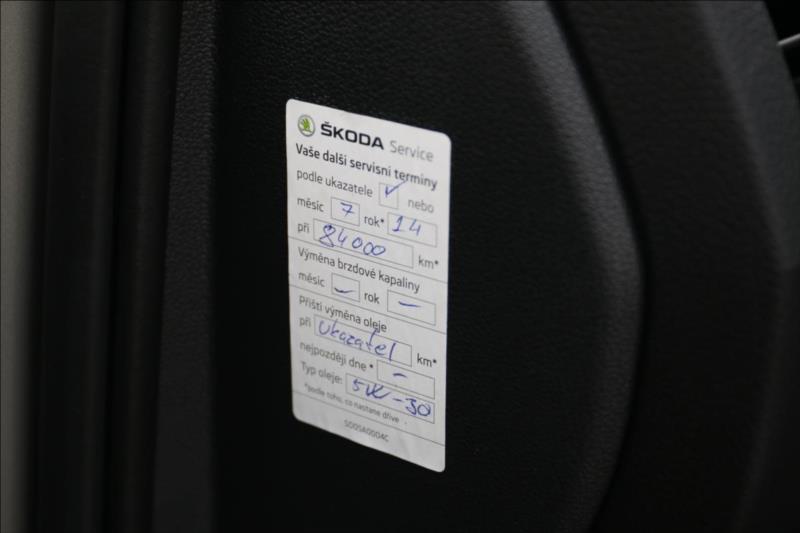 ŠKODA Service
Vaše další servisní termíny
podle ukazatele ✓ nebo
měsíc 7 rok* 14
při 84000 km*
Výměna brzdové kapaliny
měsíc – rok –
Příští výměna oleje
při ukazatel km*
nejpozději dne * –
Typ oleje: 5W-30
*podle toho, co nastane dříve
S00SA0004C